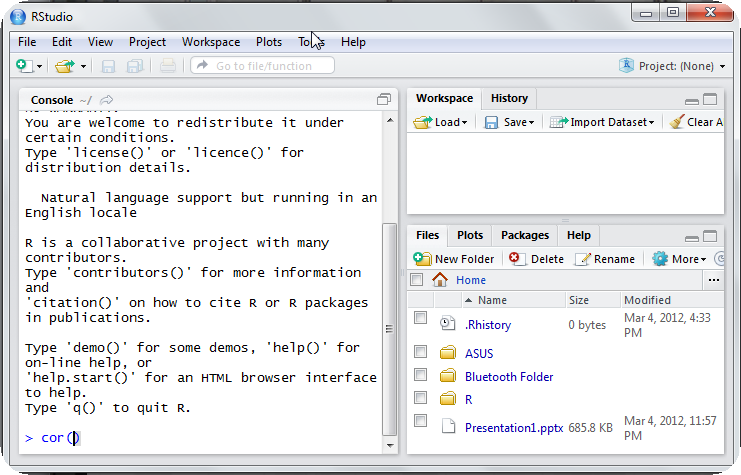 RStudio
File Edit View Project Workspace Plots Tools Help
Go to file/function Project: (None)
Console ~/
You are welcome to redistribute it under
certain conditions.
Type 'license()' or 'licence()' for
distribution details.
Natural language support but running in an
English locale
R is a collaborative project with many
contributors.
Type 'contributors()' for more information
and
'citation()' on how to cite R or R packages
in publications.
Type 'demo()' for some demos, 'help()' for
on-line help, or
'help.start()' for an HTML browser interface
to help.
Type 'q()' to quit R.
> cor()
Workspace History
Load Save Import Dataset Clear A
Files Plots Packages Help
New Folder Delete Rename More
Home ...
Name Size Modified
.Rhistory 0 bytes Mar 4, 2012, 4:33
PM
ASUS
Bluetooth Folder
R
Presentation1.pptx 685.8 KB Mar 4, 2012, 11:57
PM